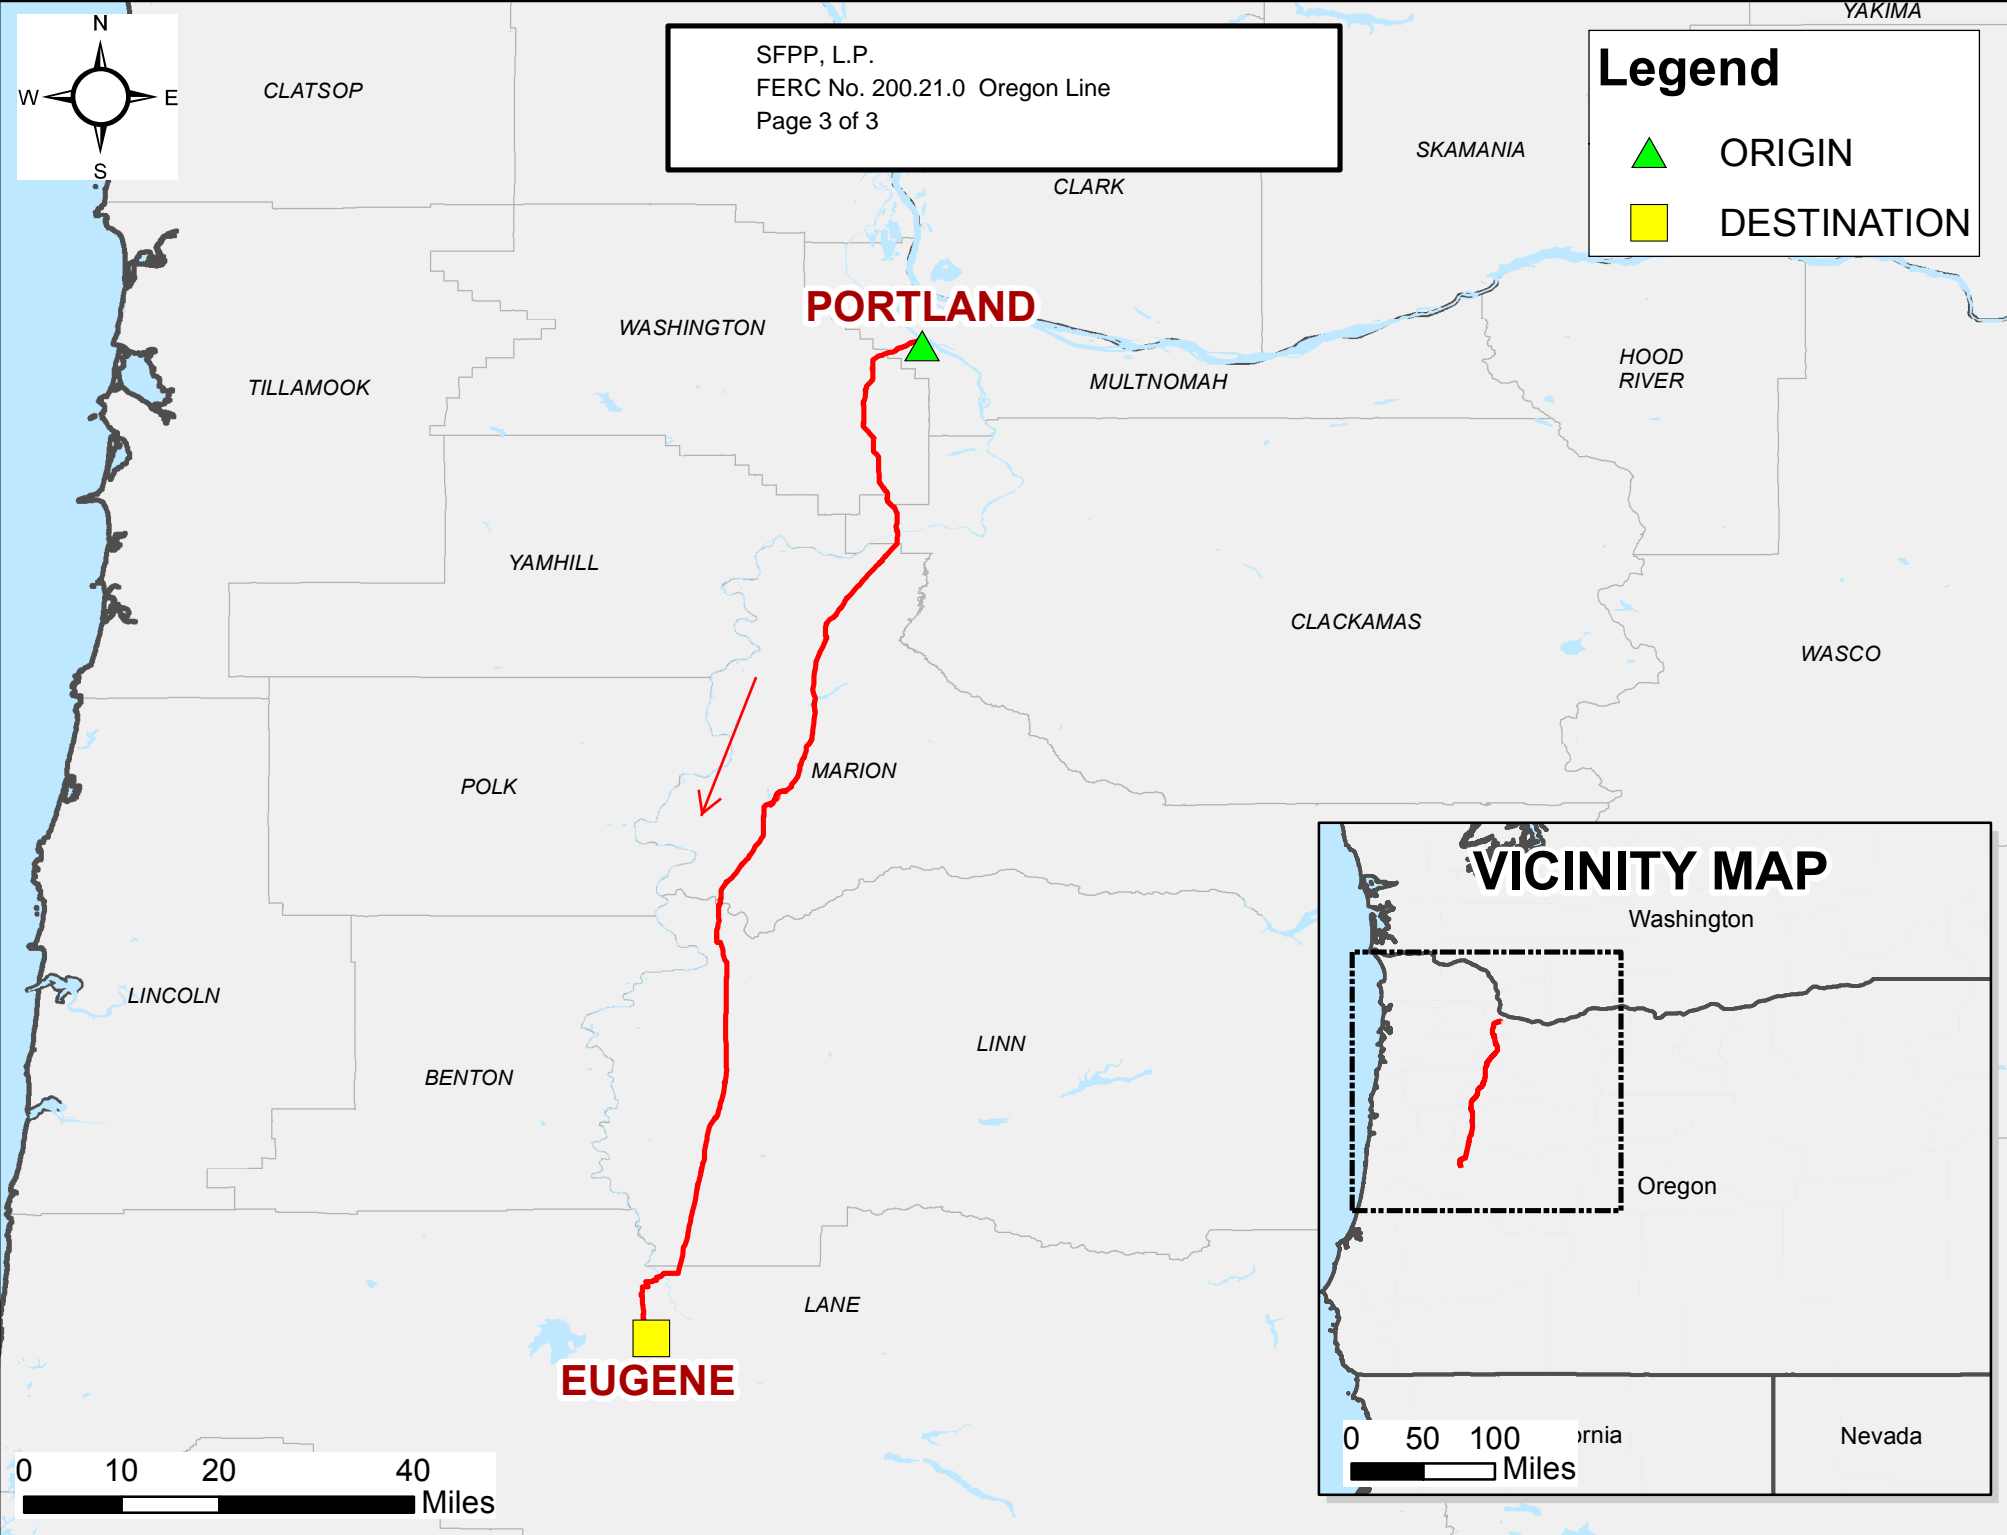 YAKIMA
N
W
E
S
CLATSOP
SFPP, L.P.
FERC No. 200.21.0 Oregon Line
Page 3 of 3
Legend
ORIGIN
DESTINATION
SKAMANIA
CLARK
PORTLAND
WASHINGTON
TILLAMOOK
MULTNOMAH
HOOD
RIVER
YAMHILL
CLACKAMAS
WASCO
POLK
MARION
VICINITY MAP
Washington
LINCOLN
LINN
BENTON
Oregon
LANE
EUGENE
0 50 100
Miles
ornia
Nevada
0 10 20 40
Miles